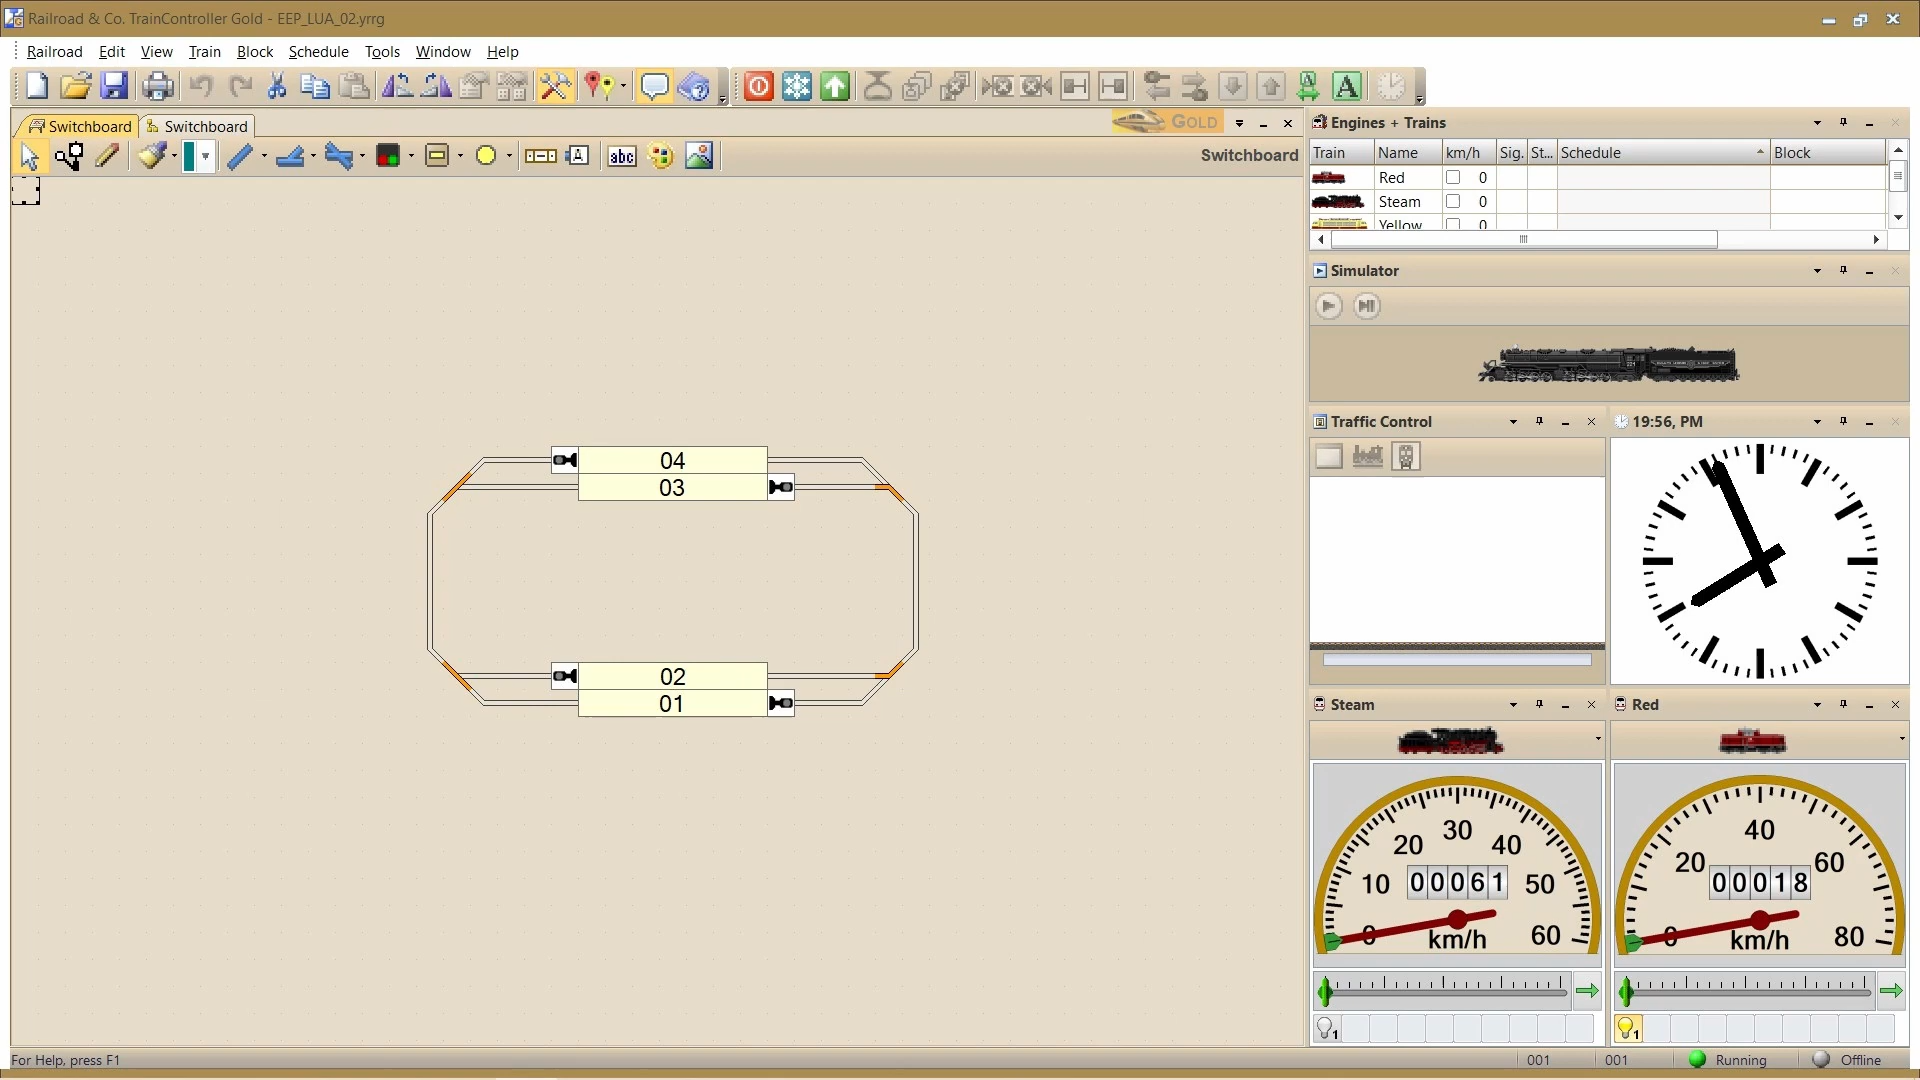 Railroad & Co. TrainController Gold - EEP_LUA_02.yrrg
Railroad Edit View Train Block Schedule Tools Window Help
Switchboard Switchboard GOLD
abc A Switchboard
Engines + Trains
Train Name km/h Sig. St... Schedule Block
Red 0
Steam 0
Yellow 0
Simulator
Traffic Control
19:56, PM
04
03
02
01
Steam
0 10 20 30 40 50 60
00061
km/h
1
Red
0 20 40 60 80
00018
km/h
1
For Help, press F1
001 001 Running Offline